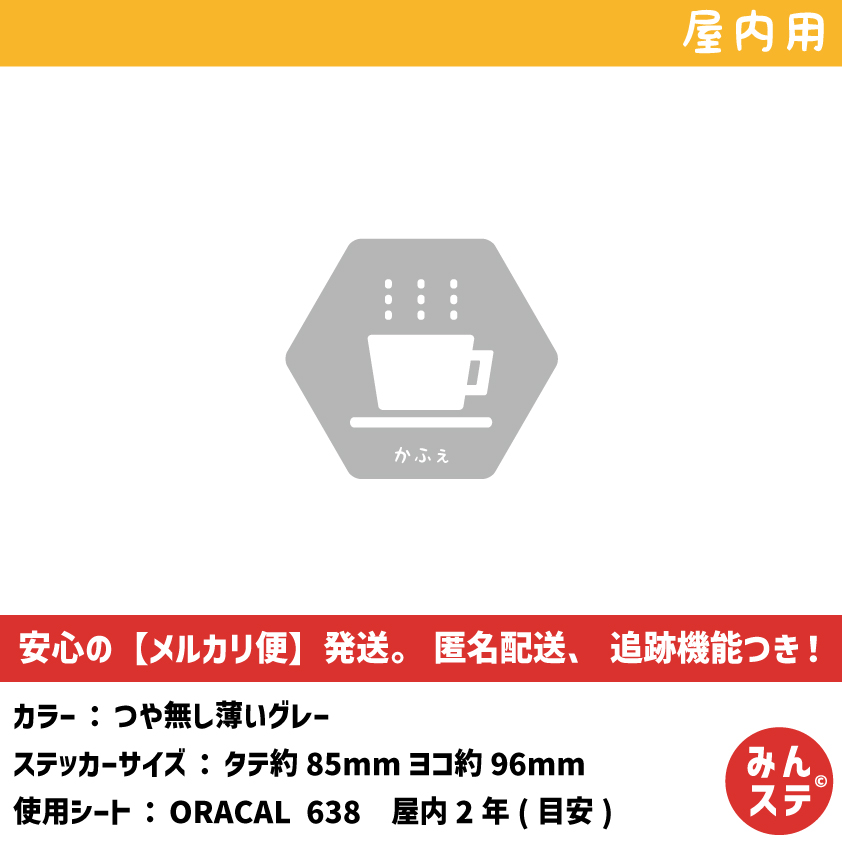 屋内用
かふぇ
安心の【メルカリ便】発送。 匿名配送、 追跡機能つき！
カラー : つや無し薄いグレー
ステッカーサイズ : タテ約 85mm ヨコ約 96mm
使用シート : ORACAL 638 屋内 2 年 ( 目安 )
みん
ステ©